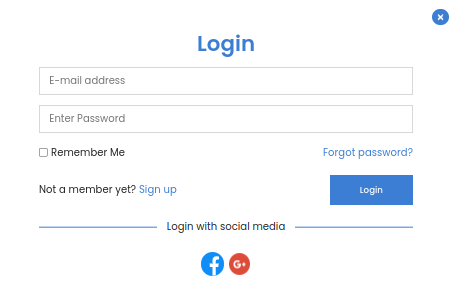 Login
E-mail address
Enter Password
Remember Me
Forgot password?
Not a member yet? Sign up
Login
Login with social media
G+